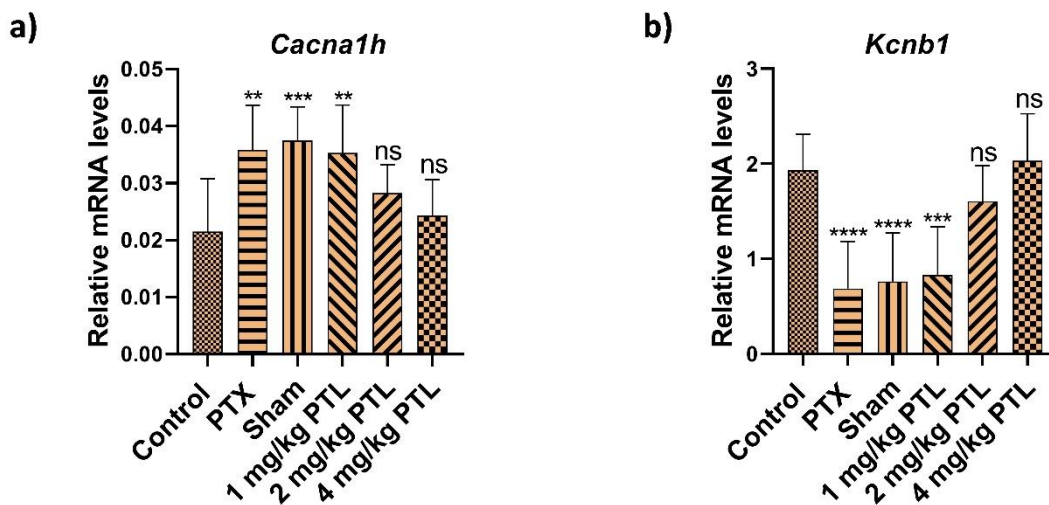 a)
Cacna1h
Relative mRNA levels
0.05
0.04
0.03
0.02
0.01
0.00
**
***
**
ns
ns
Control
PTX
Sham
1 mg/kg PTL
2 mg/kg PTL
4 mg/kg PTL
b)
Kcnb1
Relative mRNA levels
3
2
1
0
****
****
***
ns
ns
Control
PTX
Sham
1 mg/kg PTL
2 mg/kg PTL
4 mg/kg PTL